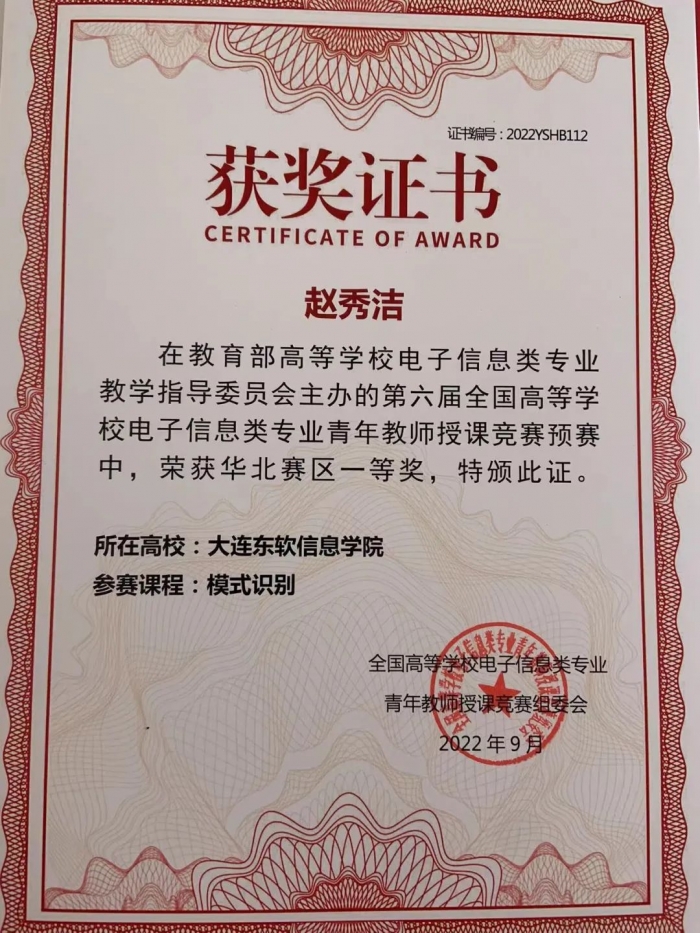 证书编号：2022YSHB112
获奖证书
CERTIFICATE OF AWARD
赵秀洁
在教育部高等学校电子信息类专业
教学指导委员会主办的第六届全国高等学
校电子信息类专业青年教师授课竞赛预赛
中，荣获华北赛区一等奖，特颁此证。
所在高校：大连东软信息学院
参赛课程：模式识别
全国高等学校电子信息类专业
青年教师授课竞赛组委会
2022年9月